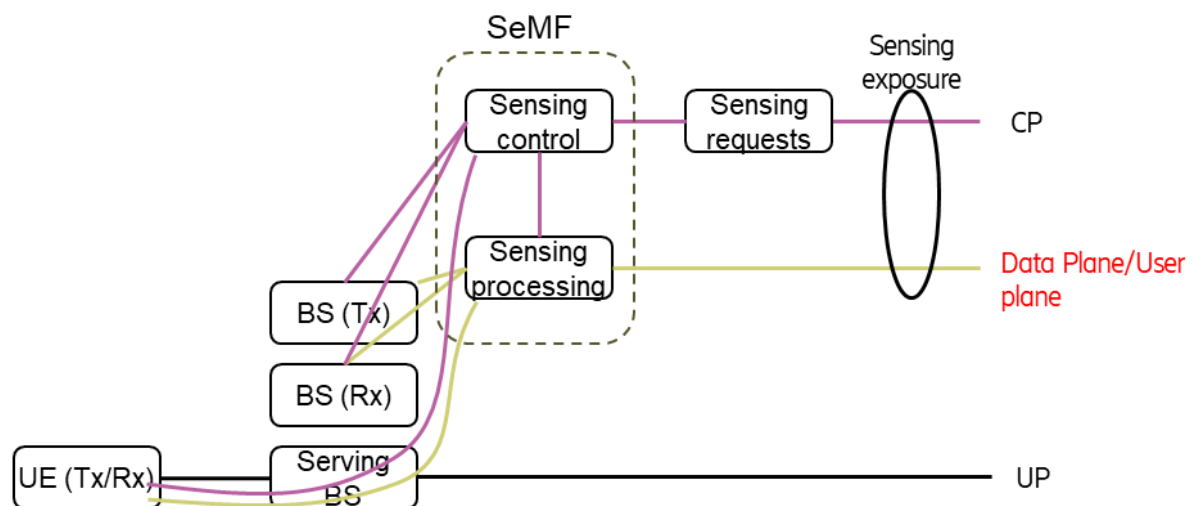 SeMF
Sensing
exposure
Sensing
control
Sensing
requests
CP
Sensing
processing
Data Plane/User
plane
BS (Tx)
BS (Rx)
UE (Tx/Rx)
Serving
BS
UP